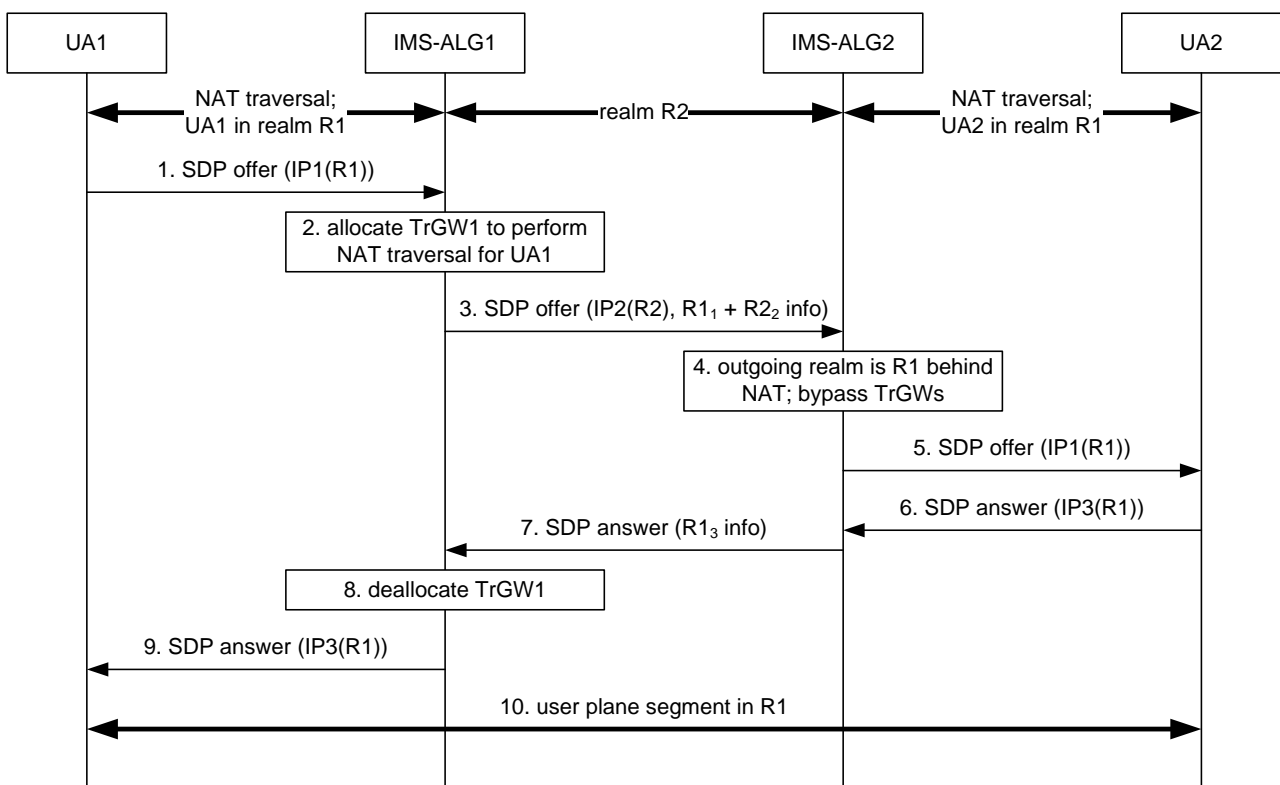 UA1
IMS-ALG1
IMS-ALG2
UA2
NAT traversal;
UA1 in realm R1
realm R2
NAT traversal;
UA2 in realm R1
1. SDP offer (IP1(R1))
2. allocate TrGW1 to perform
NAT traversal for UA1
3. SDP offer (IP2(R2), R1₁ + R2₂ info)
4. outgoing realm is R1 behind
NAT; bypass TrGWs
5. SDP offer (IP1(R1))
6. SDP answer (IP3(R1))
7. SDP answer (R1₃ info)
8. deallocate TrGW1
9. SDP answer (IP3(R1))
10. user plane segment in R1